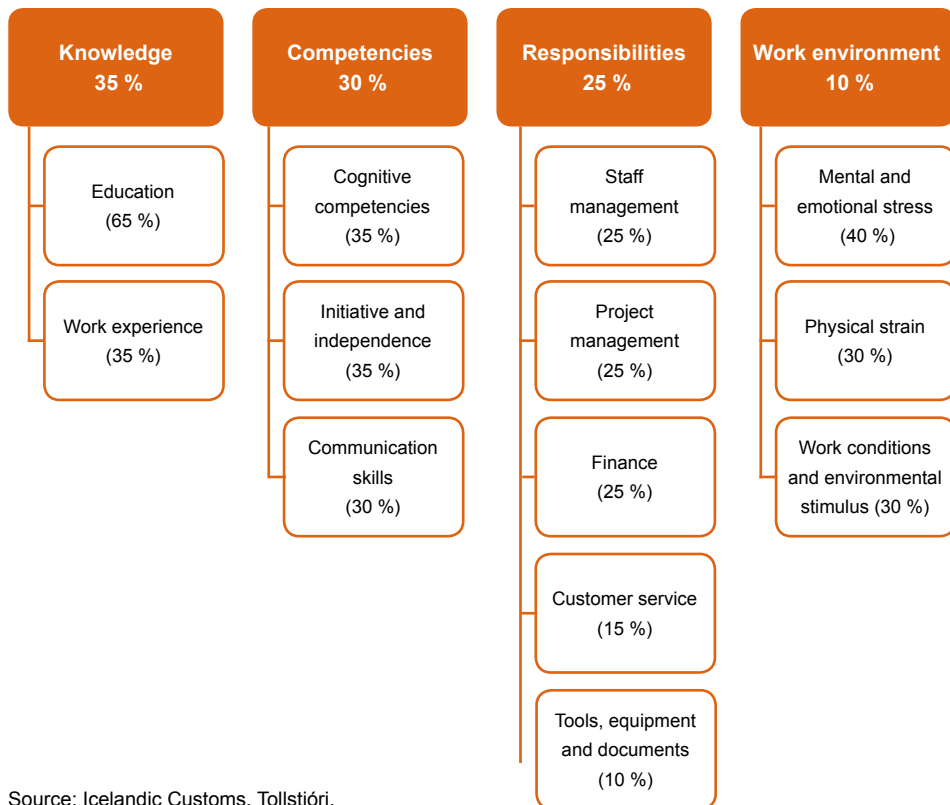 Knowledge
35 %
Education
(65 %)
Work experience
(35 %)
Competencies
30 %
Cognitive
competencies
(35 %)
Initiative and
independence
(35 %)
Communication
skills
(30 %)
Responsibilities
25 %
Staff
management
(25 %)
Project
management
(25 %)
Finance
(25 %)
Customer service
(15 %)
Tools, equipment
and documents
(10 %)
Work environment
10 %
Mental and
emotional stress
(40 %)
Physical strain
(30 %)
Work conditions
and environmental
stimulus (30 %)
Source: Icelandic Customs, Tollstjóri.